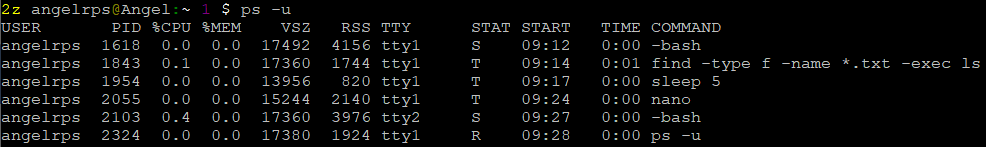 2z angelrps@Angel:~ 1 $ ps -u
USER       PID %CPU %MEM    VSZ   RSS TTY      STAT START   TIME COMMAND
angelrps  1618  0.0  0.0  17492  4156 tty1     S    09:12   0:00 -bash
angelrps  1843  0.1  0.0  17360  1744 tty1     T    09:14   0:01 find -type f -name *.txt -exec ls
angelrps  1954  0.0  0.0  13956   820 tty1     T    09:17   0:00 sleep 5
angelrps  2055  0.0  0.0  15244  2140 tty1     T    09:24   0:00 nano
angelrps  2103  0.4  0.0  17360  3976 tty2     S    09:27   0:00 -bash
angelrps  2324  0.0  0.0  17380  1924 tty1     R    09:28   0:00 ps -u